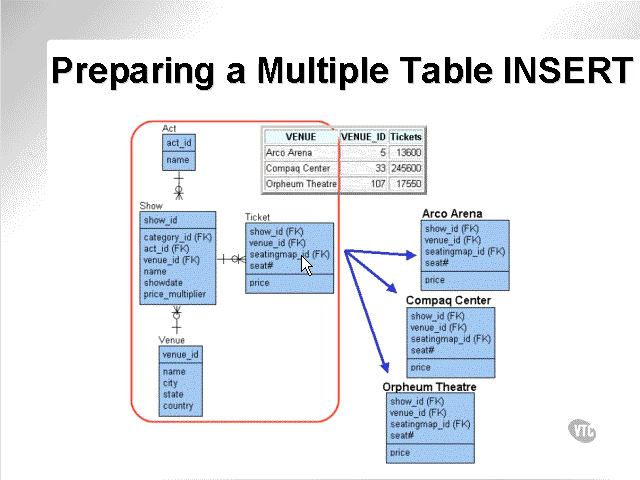 Preparing a Multiple Table INSERT
Act
act_id
name
VENUE VENUE_ID Tickets
Arco Arena 5 13600
Compaq Center 33 245600
Orpheum Theatre 107 17550
Show
show_id
category_id (FK)
act_id (FK)
venue_id (FK)
name
showdate
price_multiplier
Ticket
show_id (FK)
venue_id (FK)
seatingmap_id (FK)
seat#
price
Venue
venue_id
name
city
state
country
Arco Arena
show_id (FK)
venue_id (FK)
seatingmap_id (FK)
seat#
price
Compaq Center
show_id (FK)
venue_id (FK)
seatingmap_id (FK)
seat#
price
Orpheum Theatre
show_id (FK)
venue_id (FK)
seatingmap_id (FK)
seat#
price
VTC